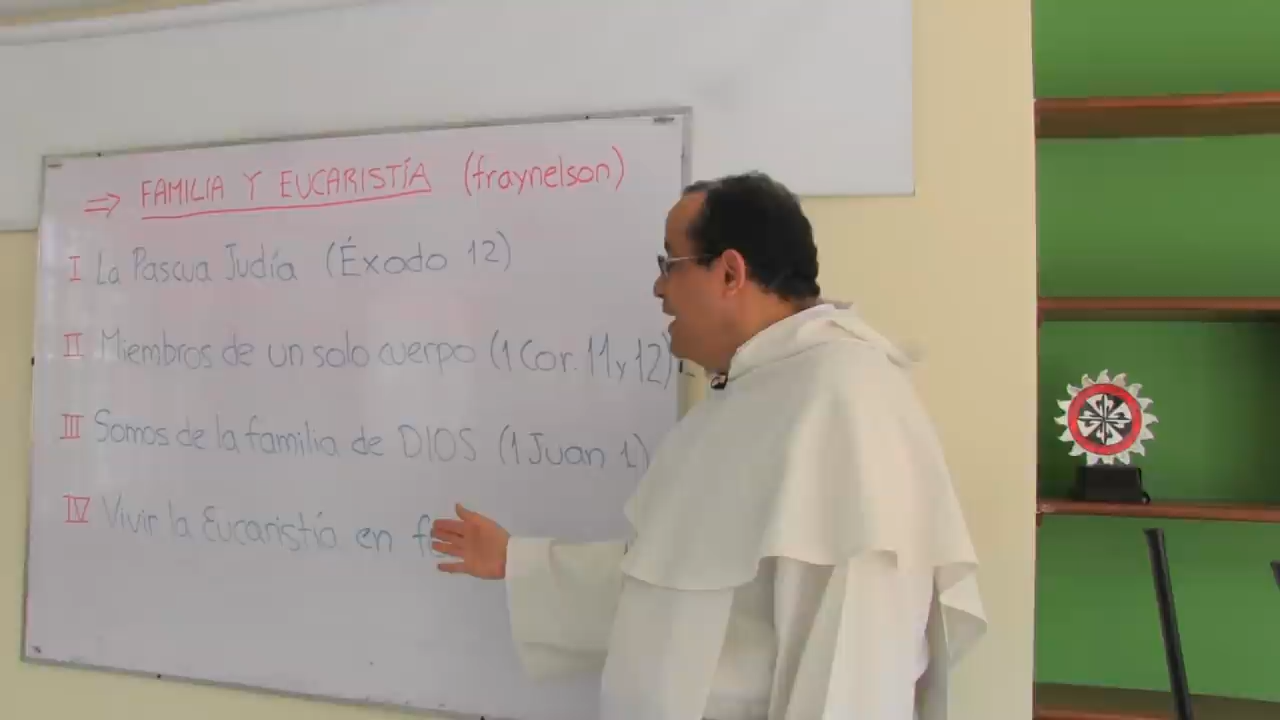 ⇒ FAMILIA Y EUCARISTÍA (fraynelson)
I La Pascua Judía (Éxodo 12)
II Miembros de un solo cuerpo (1 Cor. 11 y 12)
III Somos de la familia de DIOS (1 Juan 1)
IV Vivir la Eucaristía en